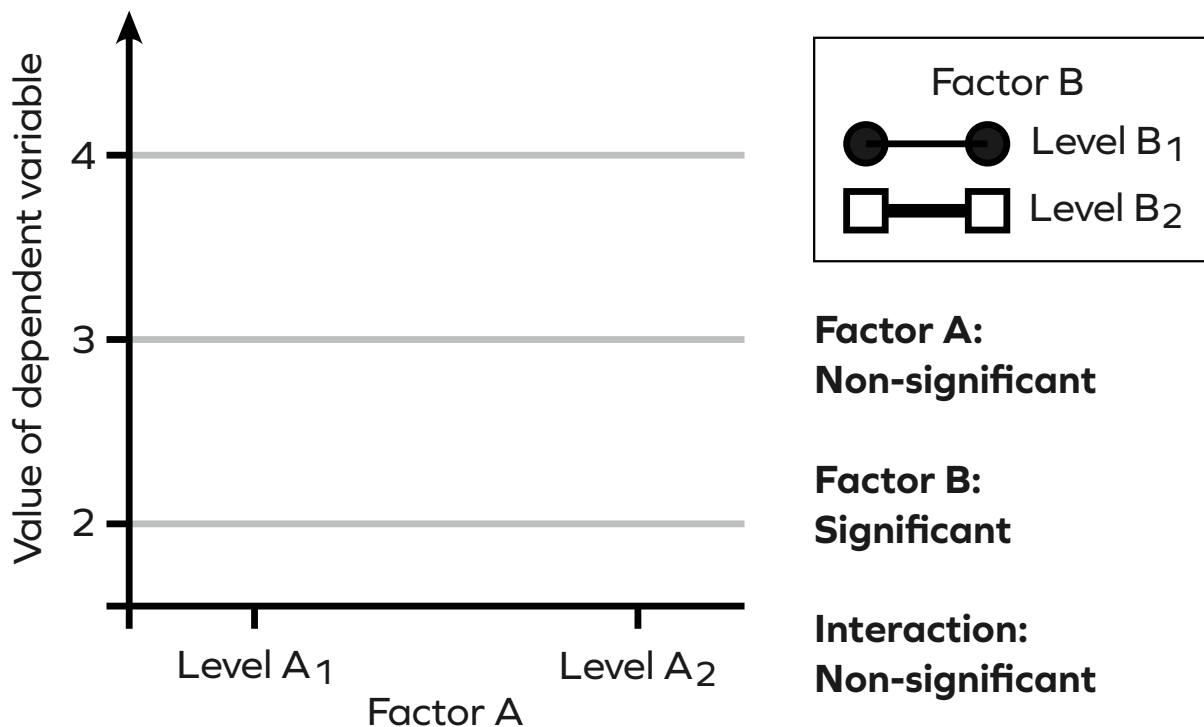 Value of dependent variable
4
3
2
Level A1
Level A2
Factor A
Factor B
Level B1
Level B2
Factor A:
Non-significant
Factor B:
Significant
Interaction:
Non-significant